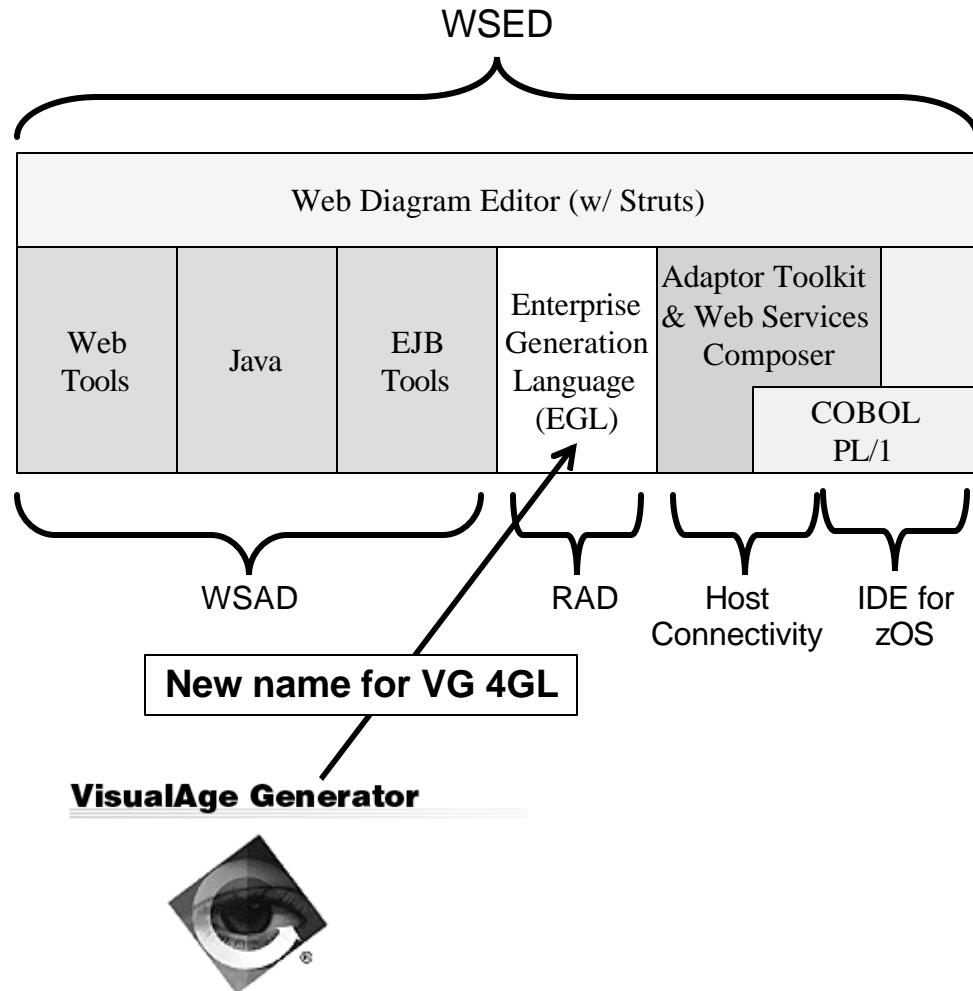 WSED
Web Diagram Editor (w/ Struts)
Web
Tools
Java
EJB
Tools
Enterprise
Generation
Language
(EGL)
Adaptor Toolkit
& Web Services
Composer
COBOL
PL/1
WSAD
RAD
Host
Connectivity
IDE for
zOS
New name for VG 4GL
VisualAge Generator
®